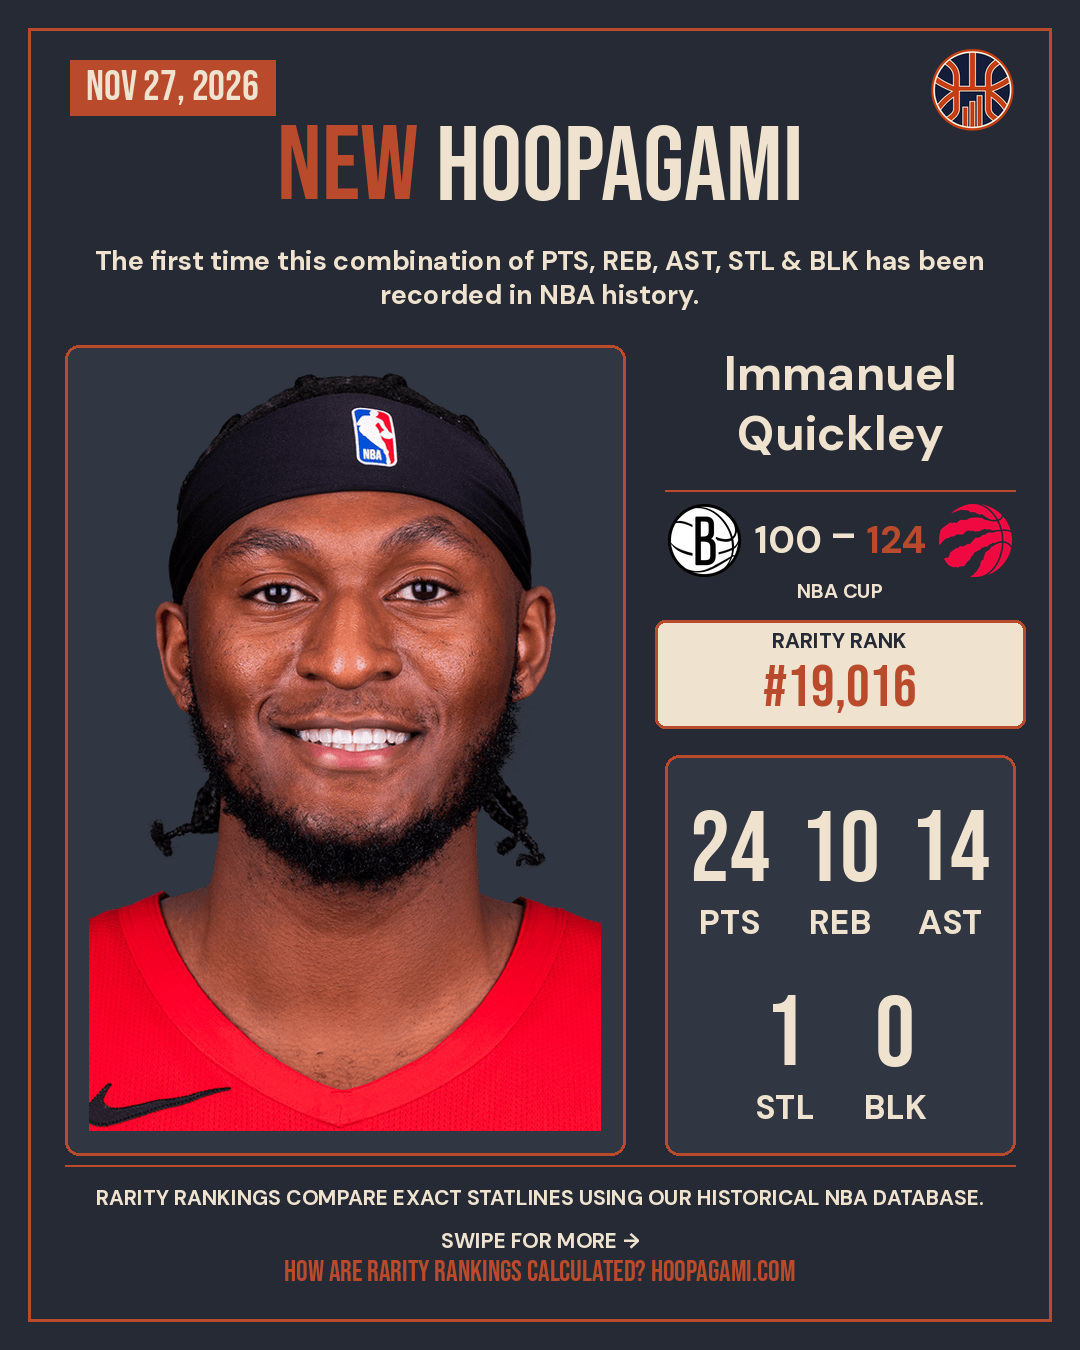 NOV 27, 2026
NEW HOOPAGAMI
The first time this combination of PTS, REB, AST, STL & BLK has been
recorded in NBA history.
NBA
Immanuel
Quickley
B 100 – 124
NBA CUP
RARITY RANK
#19,016
24 10 14
PTS REB AST
1 0
STL BLK
RARITY RANKINGS COMPARE EXACT STATLINES USING OUR HISTORICAL NBA DATABASE.
SWIPE FOR MORE →
HOW ARE RARITY RANKINGS CALCULATED? HOOPAGAMI.COM